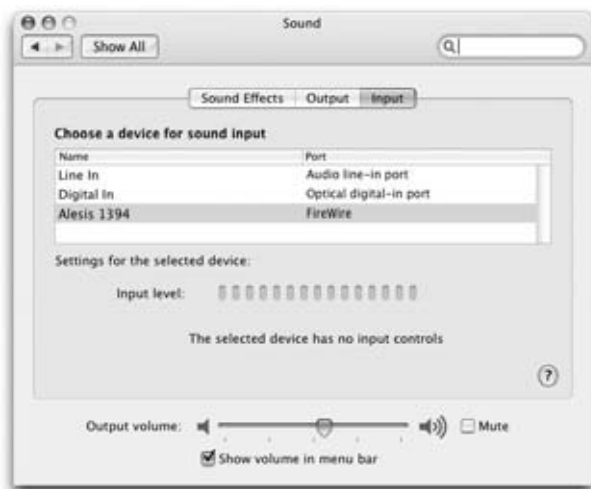 Sound
Show All
Sound Effects Output Input
Choose a device for sound input
Name Port
Line In Audio line-in port
Digital In Optical digital-in port
Alesis 1394 FireWire
Settings for the selected device:
Input level:
The selected device has no input controls
?
Output volume: Mute
Show volume in menu bar